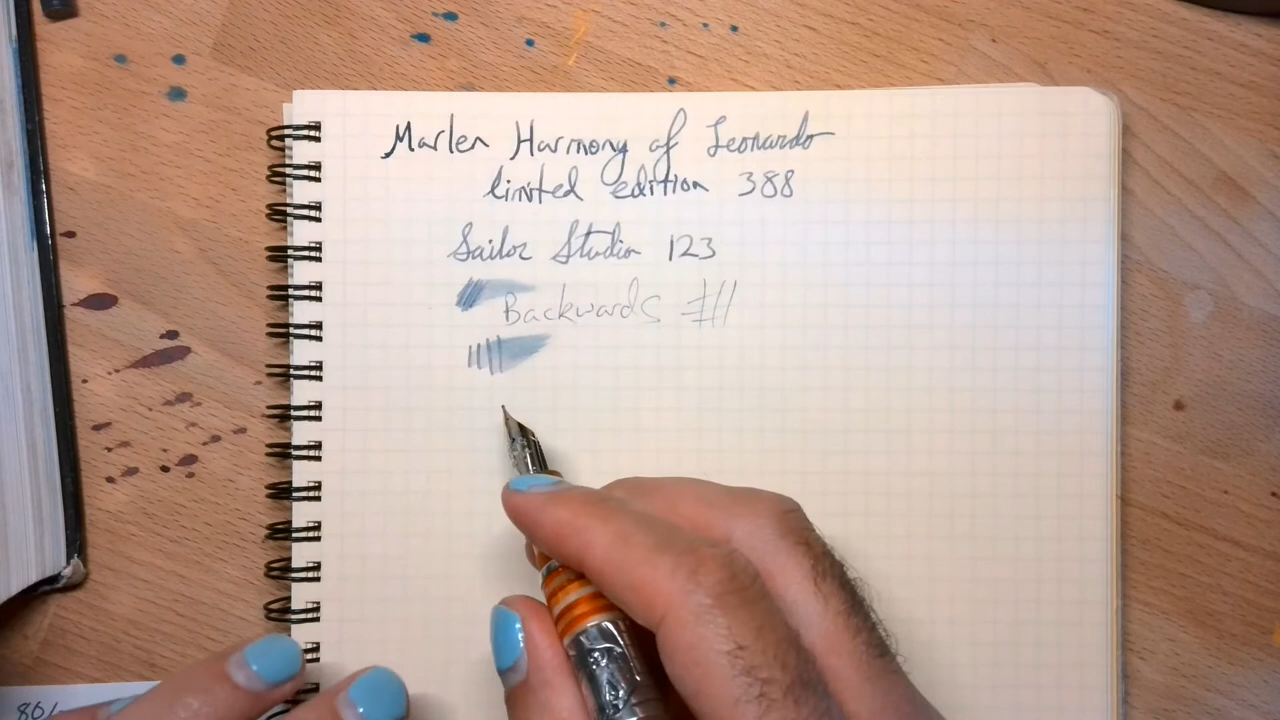 Marlen Harmony of Leonardo
limited edition 388
Sailor Studio 123
Backwards